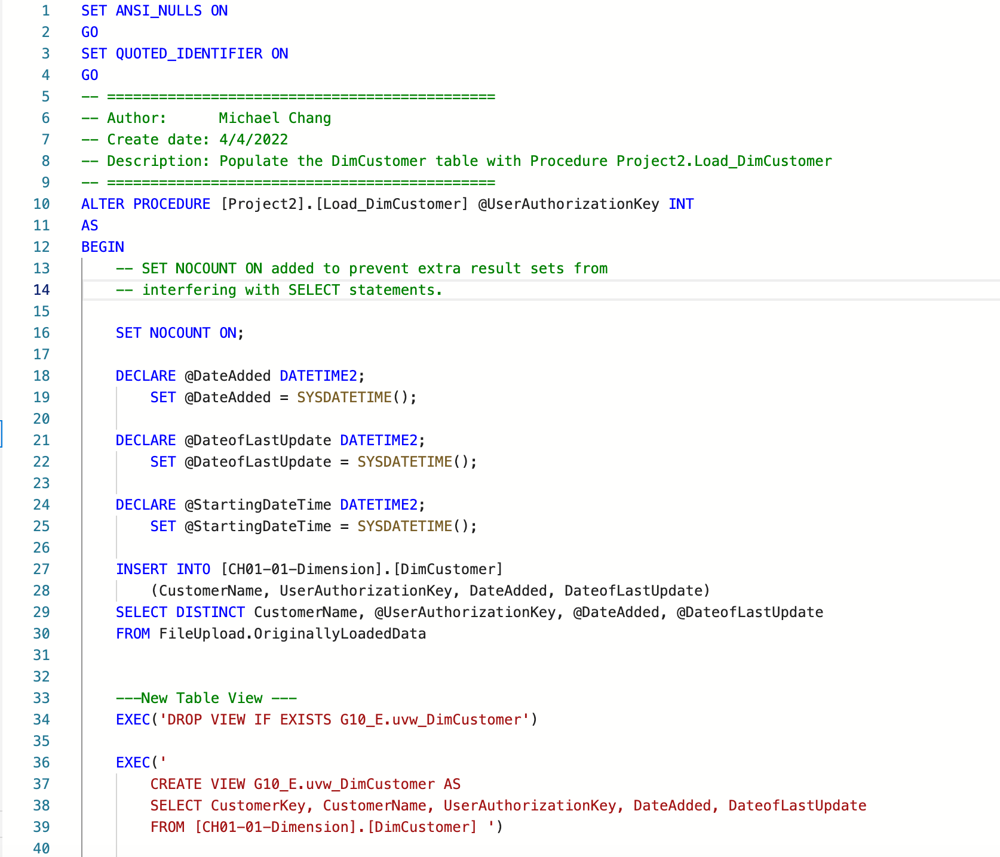 1 SET ANSI_NULLS ON
2 GO
3 SET QUOTED_IDENTIFIER ON
4 GO
5 -- =============================================
6 -- Author:      Michael Chang
7 -- Create date: 4/4/2022
8 -- Description: Populate the DimCustomer table with Procedure Project2.Load_DimCustomer
9 -- =============================================
10 ALTER PROCEDURE [Project2].[Load_DimCustomer] @UserAuthorizationKey INT
11 AS
12 BEGIN
13     -- SET NOCOUNT ON added to prevent extra result sets from
14     -- interfering with SELECT statements.
15
16     SET NOCOUNT ON;
17
18     DECLARE @DateAdded DATETIME2;
19         SET @DateAdded = SYSDATETIME();
20
21     DECLARE @DateofLastUpdate DATETIME2;
22         SET @DateofLastUpdate = SYSDATETIME();
23
24     DECLARE @StartingDateTime DATETIME2;
25         SET @StartingDateTime = SYSDATETIME();
26
27     INSERT INTO [CH01-01-Dimension].[DimCustomer]
28         (CustomerName, UserAuthorizationKey, DateAdded, DateofLastUpdate)
29     SELECT DISTINCT CustomerName, @UserAuthorizationKey, @DateAdded, @DateofLastUpdate
30     FROM FileUpload.OriginallyLoadedData
31
32
33     ---New Table View ---
34     EXEC('DROP VIEW IF EXISTS G10_E.uvw_DimCustomer')
35
36     EXEC('
37         CREATE VIEW G10_E.uvw_DimCustomer AS
38         SELECT CustomerKey, CustomerName, UserAuthorizationKey, DateAdded, DateofLastUpdate
39         FROM [CH01-01-Dimension].[DimCustomer] ')
40